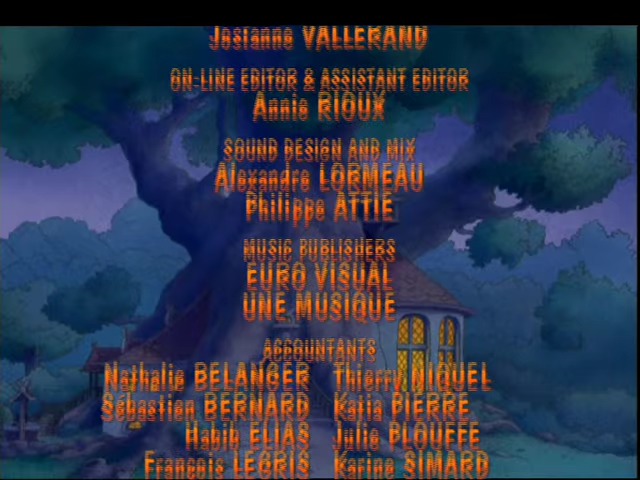 Josianne VALLERAND
ON-LINE EDITOR & ASSISTANT EDITOR
Annie RIOUX
SOUND DESIGN AND MIX
Alexandre LORMEAU
Philippe ATTIÉ
MUSIC PUBLISHERS
EURO VISUAL
UNE MUSIQUE
ACCOUNTANTS
Nathalie BELANGER Thierry NIQUEL
Sébastien BERNARD Katia PIERRE
Habib ELIAS Julie PLOUFFE
François LEGRIS Karine SIMARD